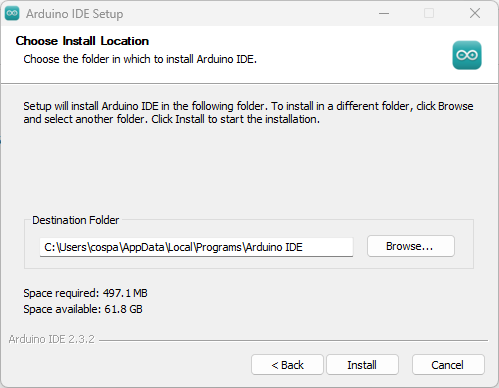 Arduino IDE Setup
Choose Install Location
Choose the folder in which to install Arduino IDE.
Setup will install Arduino IDE in the following folder. To install in a different folder, click Browse
and select another folder. Click Install to start the installation.
Destination Folder
C:\Users\cospa\AppData\Local\Programs\Arduino IDE
Browse...
Space required: 497.1 MB
Space available: 61.8 GB
Arduino IDE 2.3.2
< Back
Install
Cancel